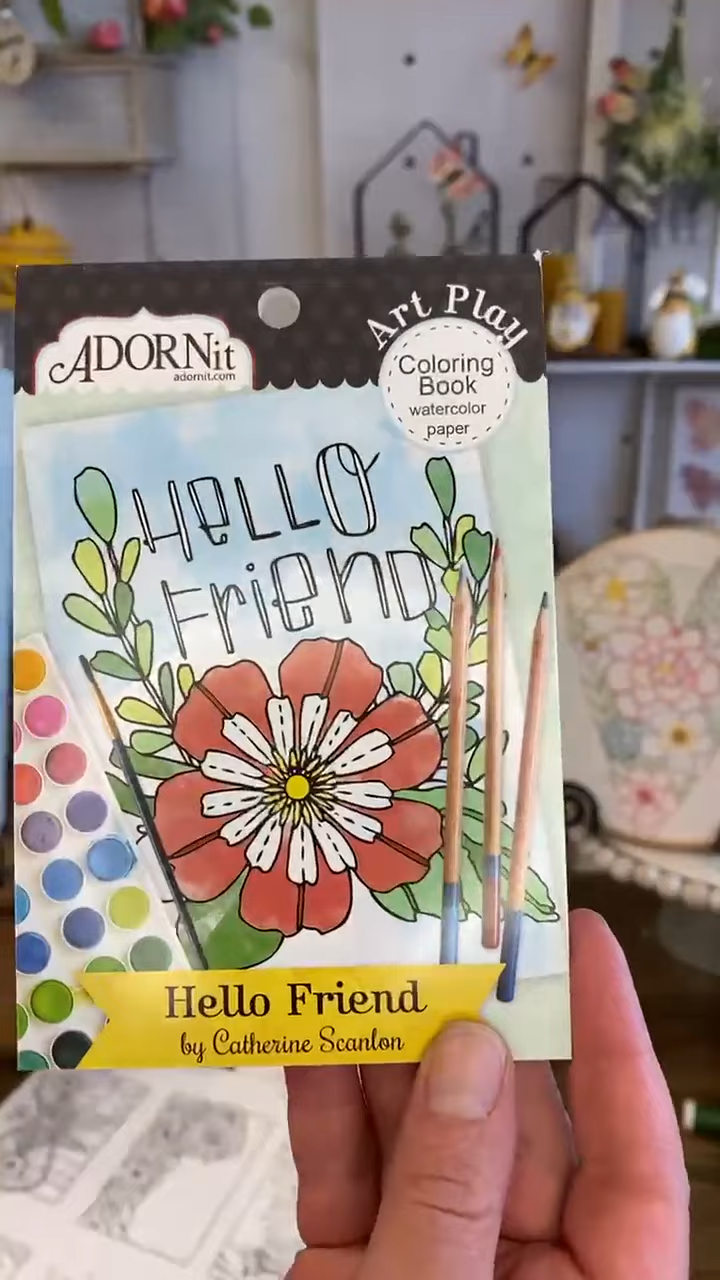 ADORNit
adornit.com
Art Play
Coloring
Book
watercolor
paper
HELLO
Friend
Hello Friend
by Catherine Scanlon